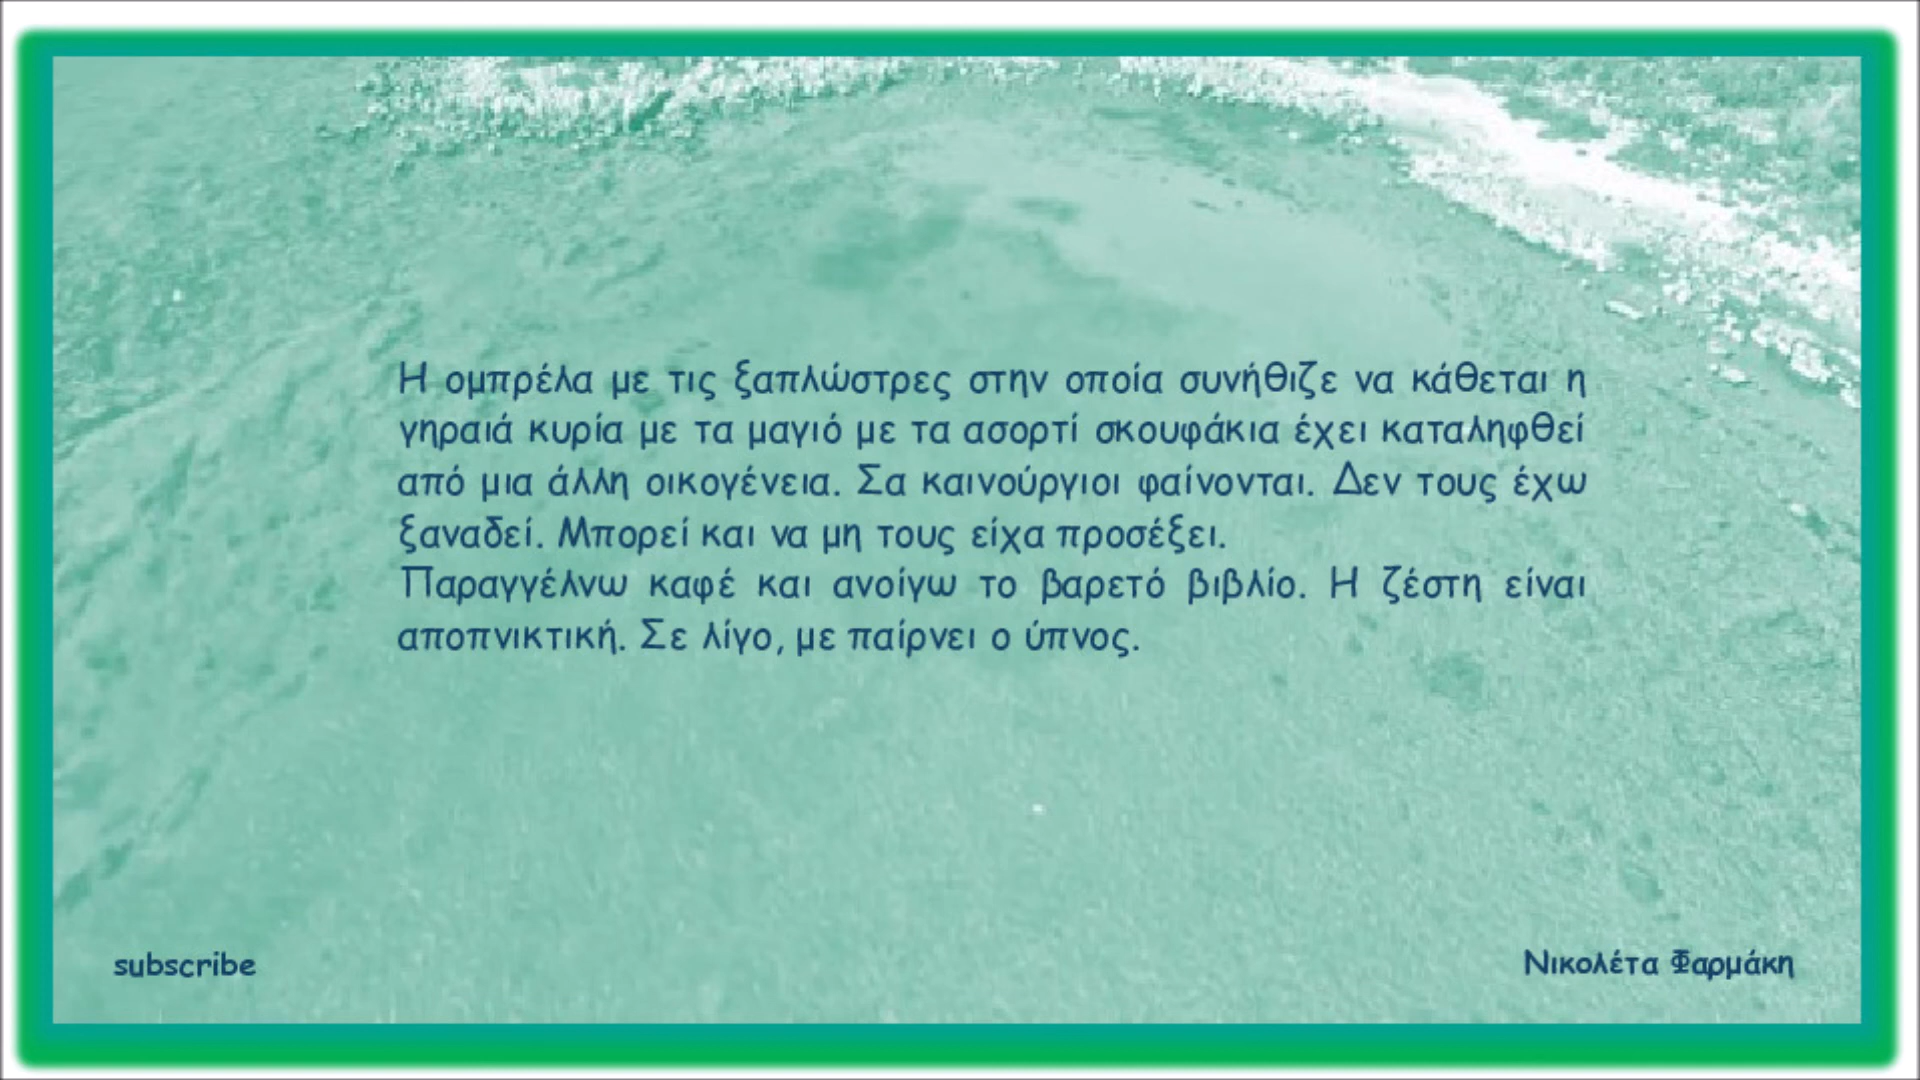 Η ομπρέλα με τις ξαπλώστρες στην οποία συνήθιζε να κάθεται η
γηραιά κυρία με τα μαγιό με τα ασορτί σκουφάκια έχει καταληφθεί
από μια άλλη οικογένεια. Σα καινούργιοι φαίνονται. Δεν τους έχω
ξαναδεί. Μπορεί και να μη τους είχα προσέξει.
Παραγγέλνω καφέ και ανοίγω το βαρετό βιβλίο. Η ζέστη είναι
αποπνικτική. Σε λίγο, με παίρνει ο ύπνος.
subscribe
Νικολέτα Φαρμάκη